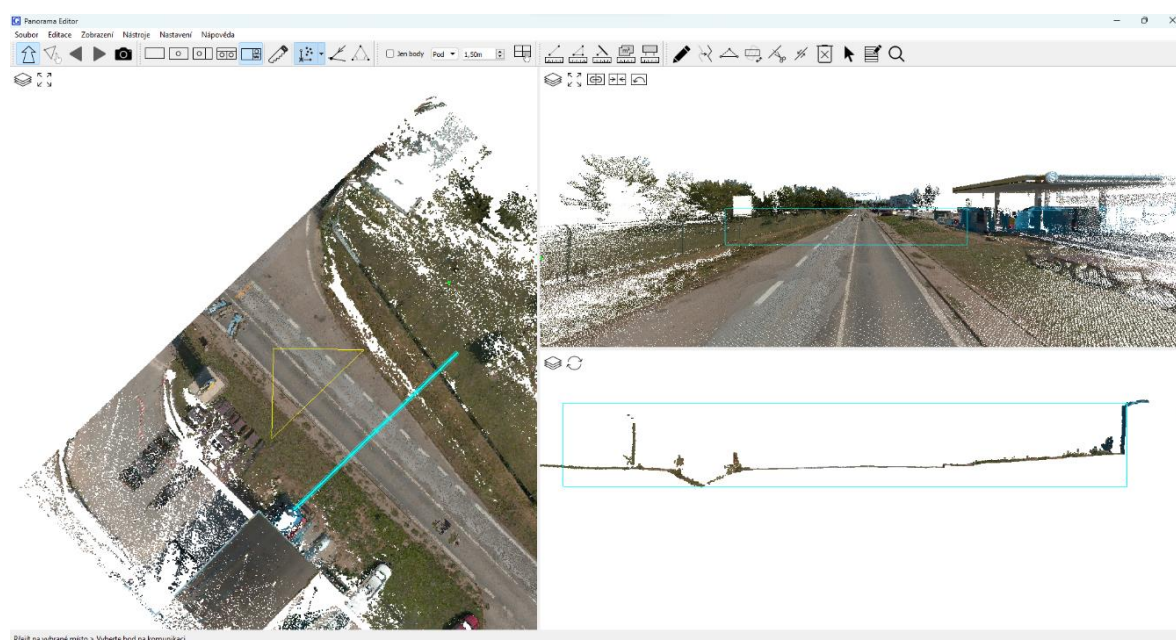 Panorama Editor
Soubor Editace Zobrazení Nástroje Nastavení Nápověda
Jen body Pod 1,50m
Přejít na vybrané místo > Vyberte bod na komunikaci